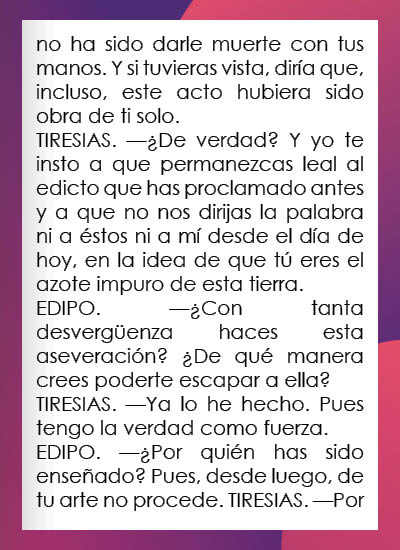 no ha sido darle muerte con tus
manos. Y si tuvieras vista, diría que,
incluso, este acto hubiera sido
obra de ti solo.
TIRESIAS. —¿De verdad? Y yo te
insto a que permanezcas leal al
edicto que has proclamado antes
y a que no nos dirijas la palabra
ni a éstos ni a mí desde el día de
hoy, en la idea de que tú eres el
azote impuro de esta tierra.
EDIPO. —¿Con tanta
desvergüenza haces esta
aseveración? ¿De qué manera
crees poderte escapar a ella?
TIRESIAS. —Ya lo he hecho. Pues
tengo la verdad como fuerza.
EDIPO. —¿Por quién has sido
enseñado? Pues, desde luego, de
tu arte no procede. TIRESIAS. —Por